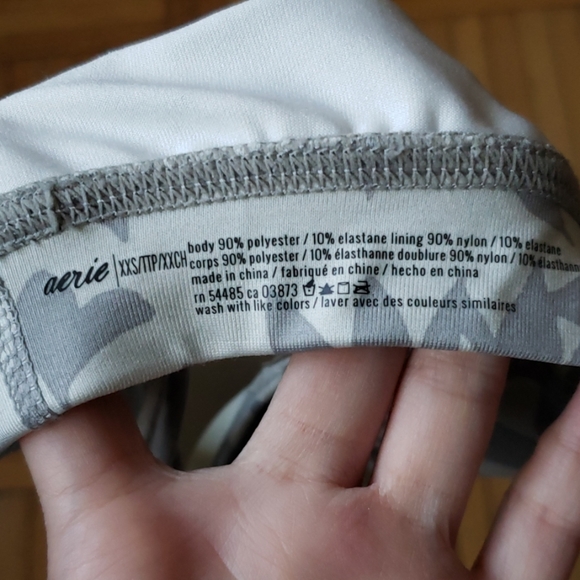 aerie XXS/TTP/XXCH
body 90% polyester / 10% elastane lining 90% nylon / 10% elastane
corps 90% polyester / 10% élasthanne doublure 90% nylon / 10% élasthanne
made in china / fabriqué en chine / hecho en china
rn 54485 ca 03873
wash with like colors / laver avec des couleurs similaires